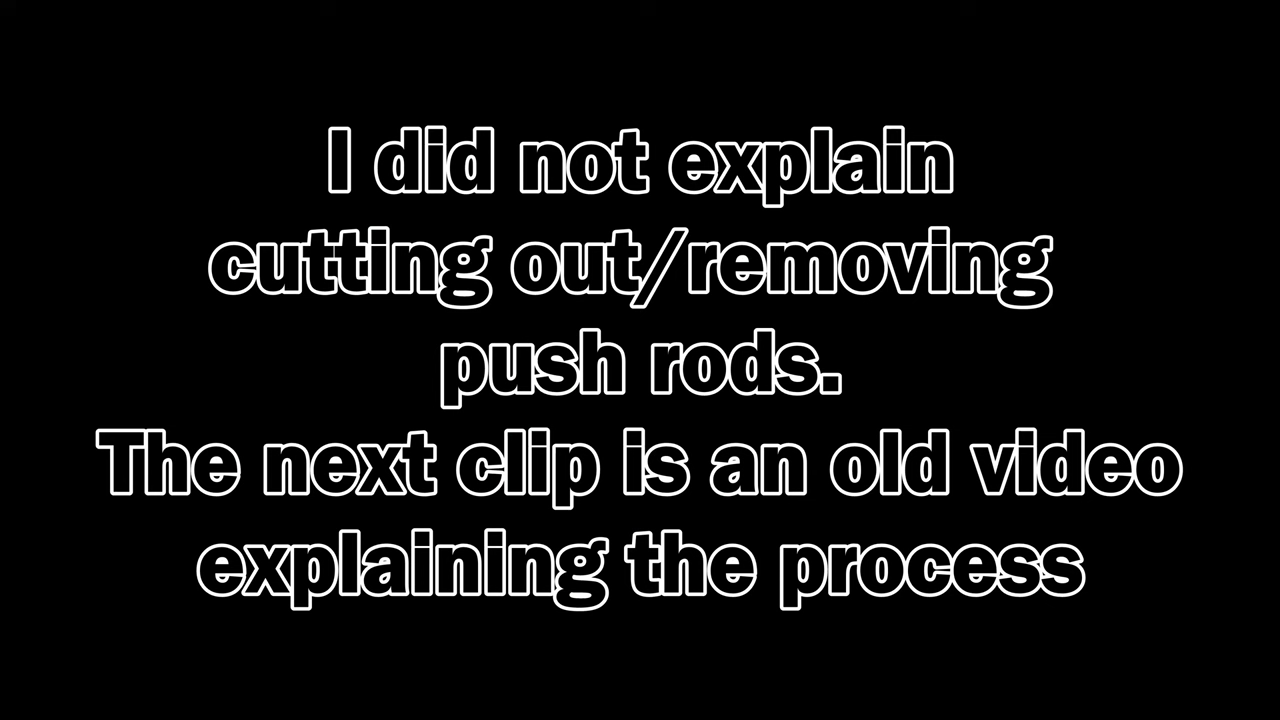 I did not explain
cutting out/removing
push rods.
The next clip is an old video
explaining the process